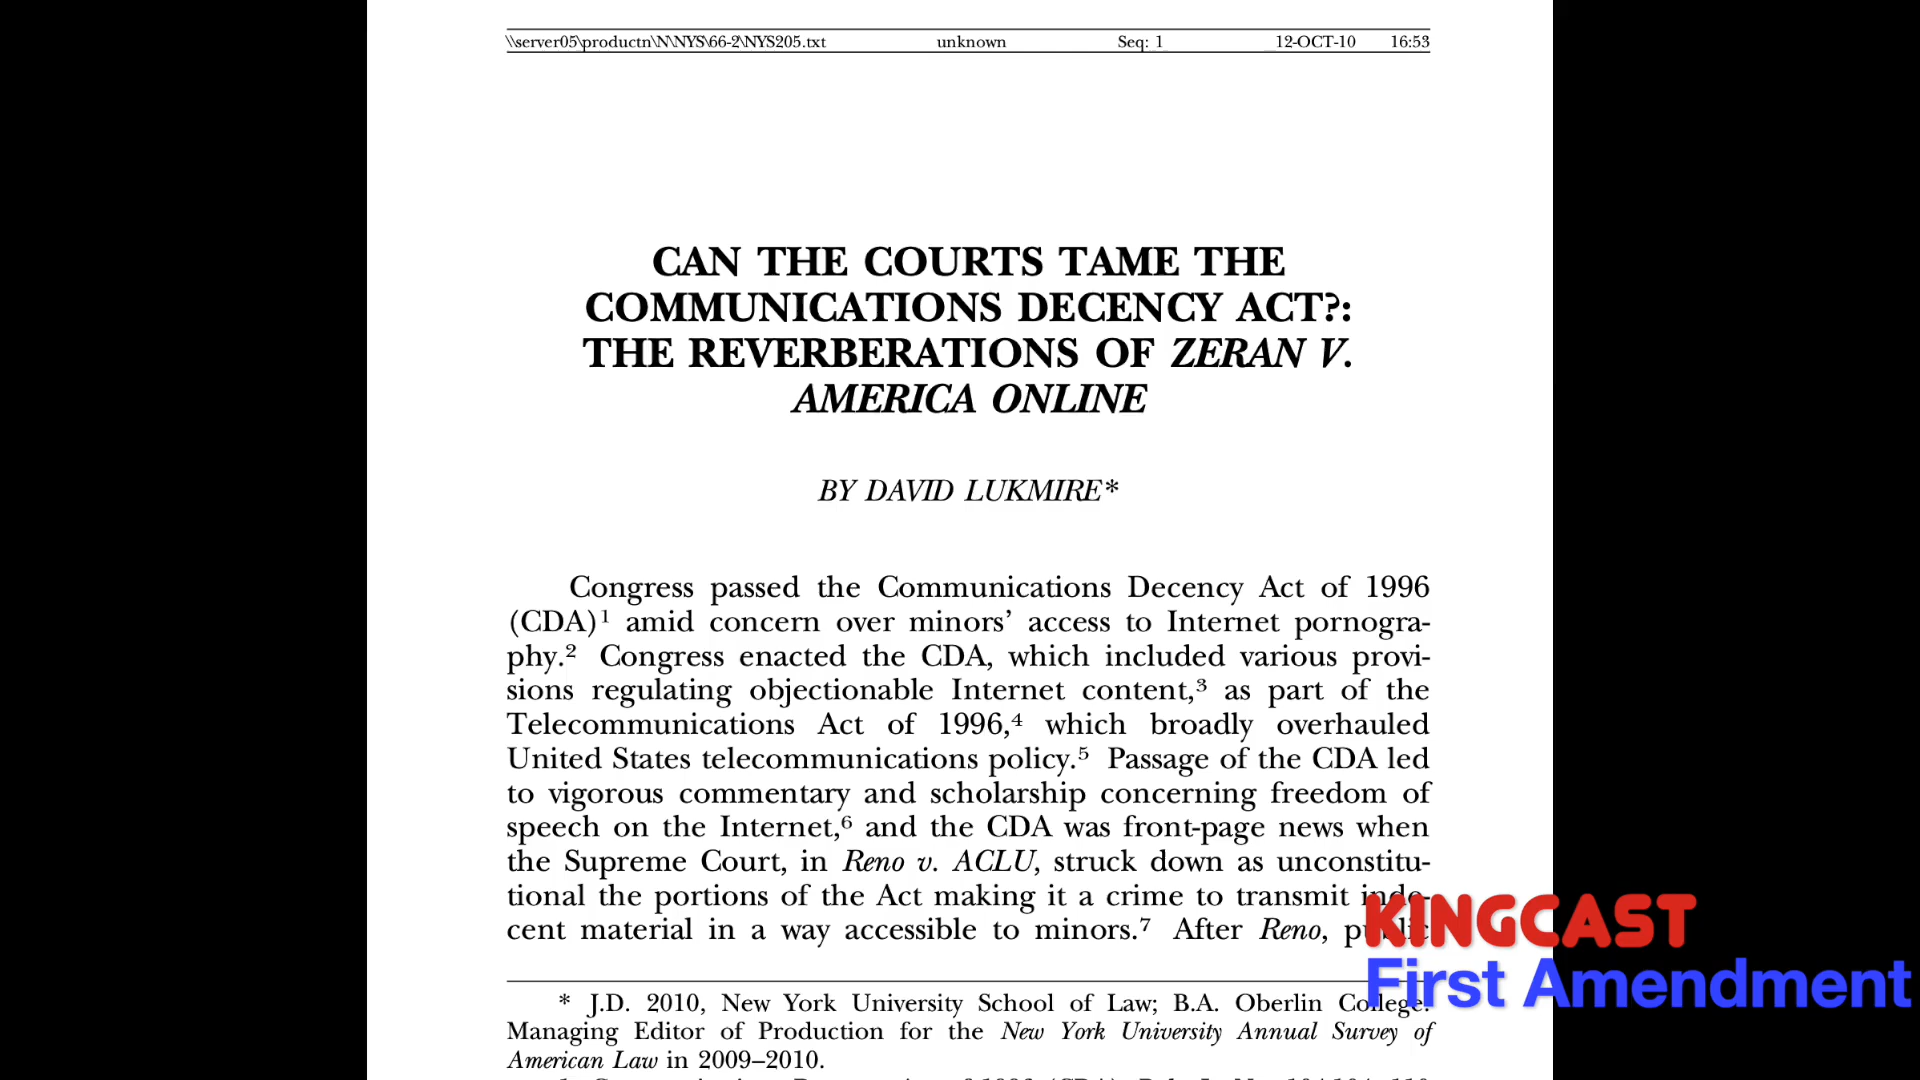 \\server05\productn\N\NYS\66-2\NYS205.txt unknown Seq: 1 12-OCT-10 16:53
CAN THE COURTS TAME THE
COMMUNICATIONS DECENCY ACT?:
THE REVERBERATIONS OF ZERAN V.
AMERICA ONLINE
BY DAVID LUKMIRE*
Congress passed the Communications Decency Act of 1996
(CDA)1 amid concern over minors’ access to Internet pornogra-
phy.2 Congress enacted the CDA, which included various provi-
sions regulating objectionable Internet content,3 as part of the
Telecommunications Act of 1996,4 which broadly overhauled
United States telecommunications policy.5 Passage of the CDA led
to vigorous commentary and scholarship concerning freedom of
speech on the Internet,6 and the CDA was front-page news when
the Supreme Court, in Reno v. ACLU, struck down as unconstitu-
tional the portions of the Act making it a crime to transmit inde-
cent material in a way accessible to minors.7 After Reno, public
KINGCAST
First Amendment
* J.D. 2010, New York University School of Law; B.A. Oberlin College.
Managing Editor of Production for the New York University Annual Survey of
American Law in 2009–2010.